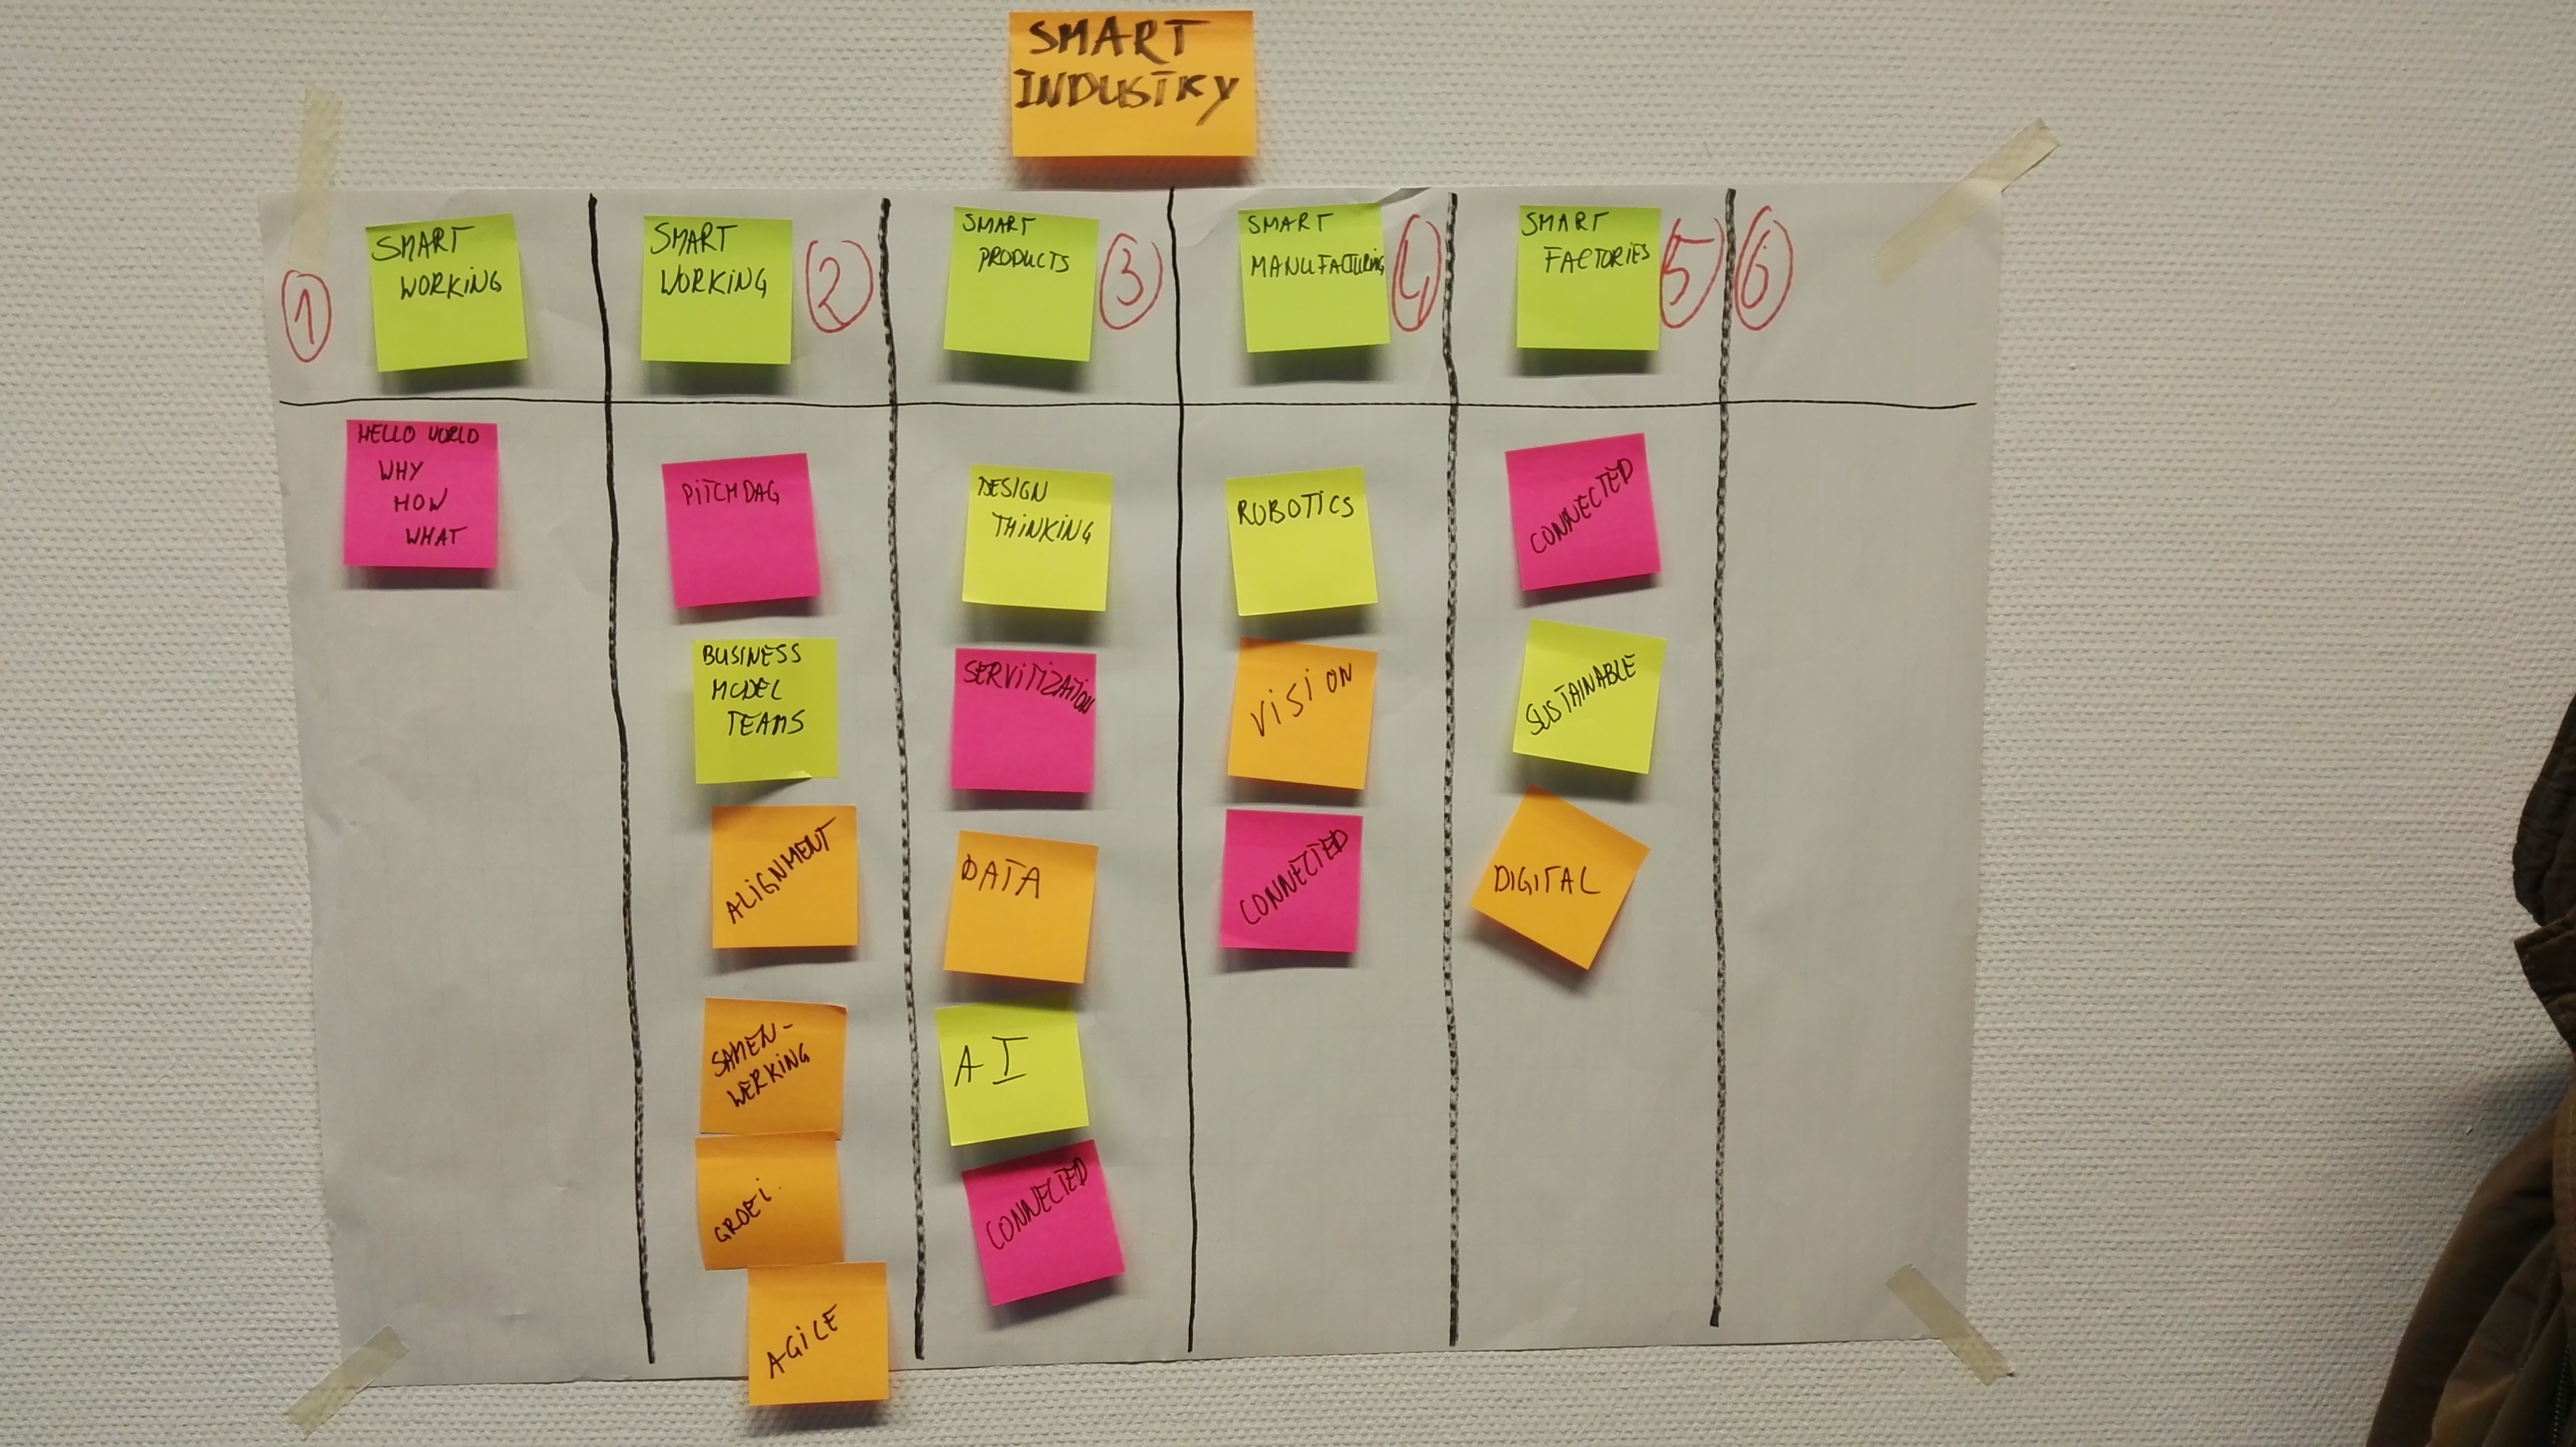 SMART
INDUSTRY
1
SMART
WORKING
SMART
WORKING
2
SMART
PRODUCTS
3
SMART
MANUFACTURING
4
SMART
FACTORIES
5
6
HELLO WORLD
WHY
HOW
WHAT
PITCHDAG
BUSINESS
MODEL
TEAMS
ALIGNMENT
SAMEN-
WERKING
GROEI
AGILE
DESIGN
THINKING
SERVITIZATION
DATA
AI
CONNECTED
ROBOTICS
VISION
CONNECTED
CONNECTED
SUSTAINABLE
DIGITAL